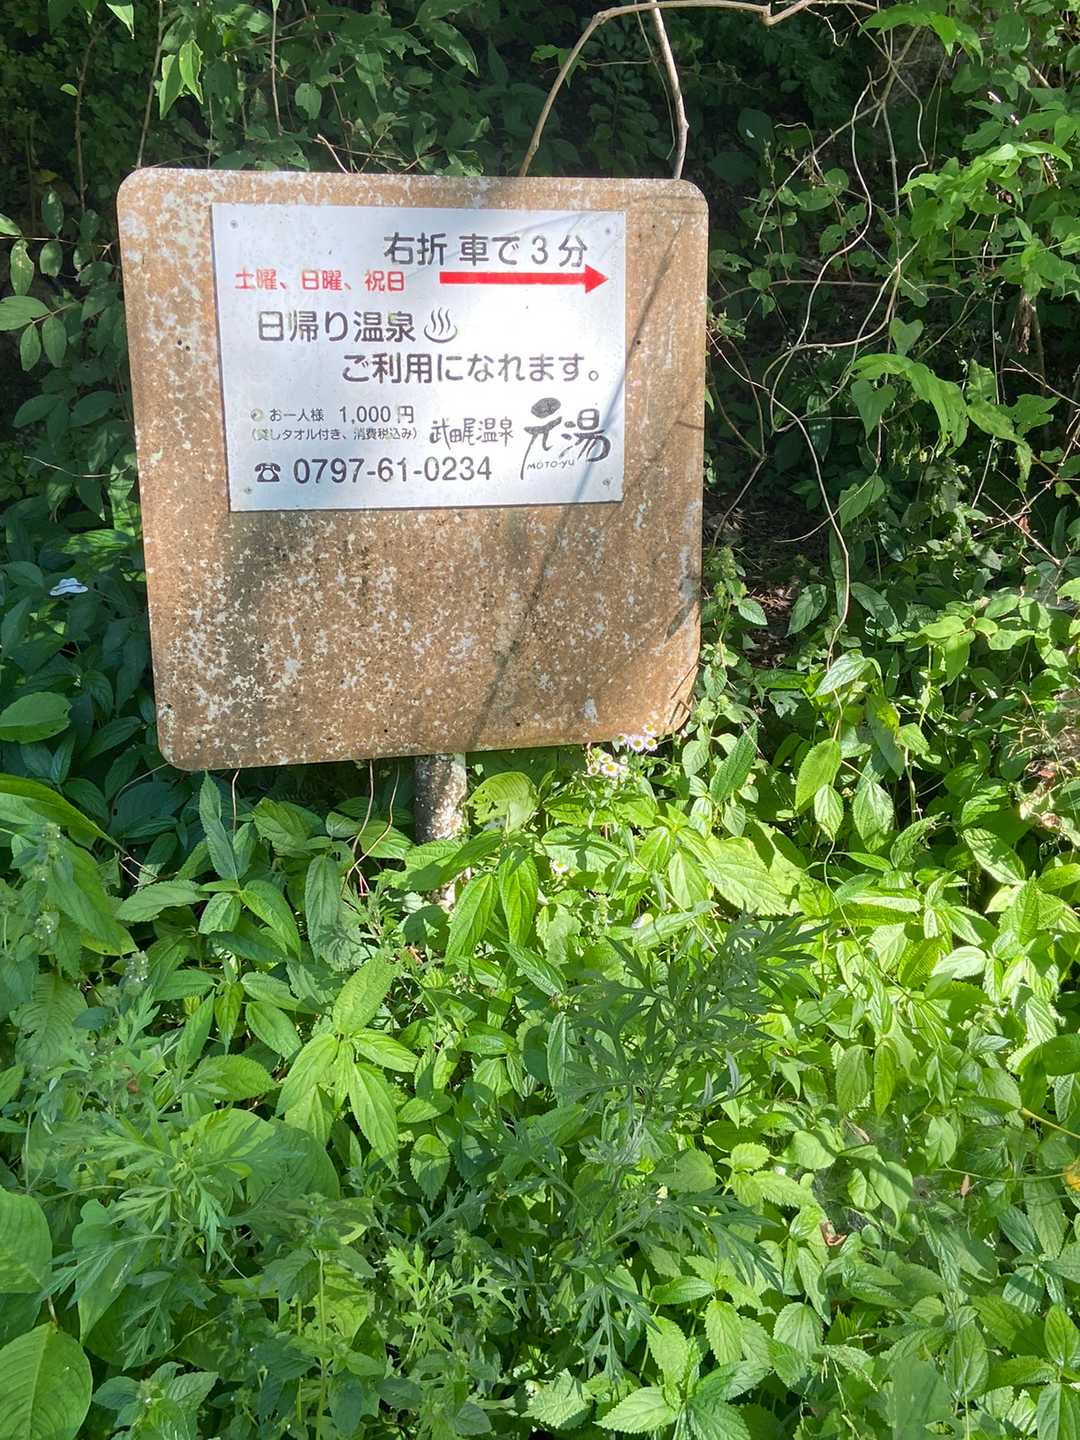 右折 車で3分
土曜、日曜、祝日
日帰り温泉♨
ご利用になれます。
お一人様 1,000円
(貸しタオル付き、消費税込み)
武田尾温泉 元湯
MOTO-YU
☎ 0797-61-0234